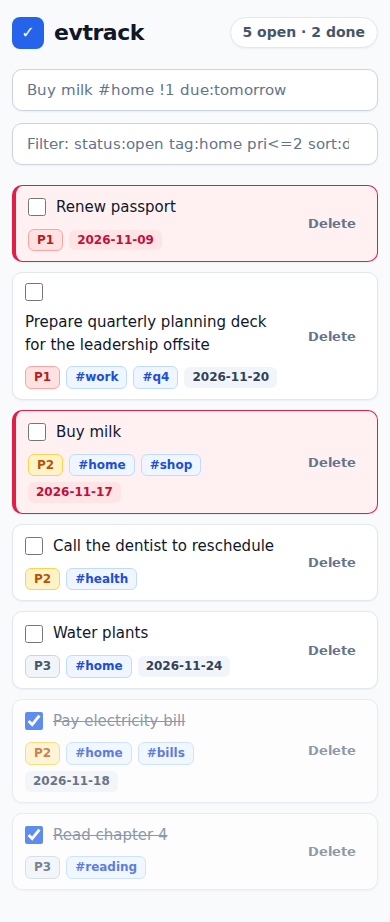 ✓ evtrack 5 open · 2 done
Buy milk #home !1 due:tomorrow
Filter: status:open tag:home pri<=2 sort:d
Renew passport
Delete
P1 2026-11-09
Prepare quarterly planning deck
for the leadership offsite
Delete
P1 #work #q4 2026-11-20
Buy milk
P2 #home #shop
Delete
2026-11-17
Call the dentist to reschedule
Delete
P2 #health
Water plants
Delete
P3 #home 2026-11-24
Pay electricity bill
P2 #home #bills
Delete
2026-11-18
Read chapter 4
Delete
P3 #reading